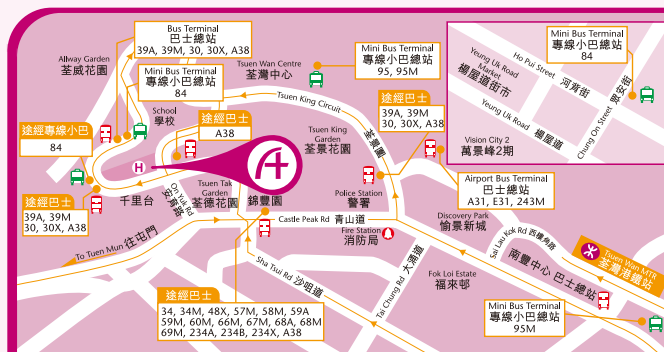 Bus Terminal
巴士總站
39A, 39M, 30, 30X, A38
Allway Garden
荃威花園
Mini Bus Terminal
專線小巴總站
84
School
學校
途經專線小巴
84
途經巴士
A38
Tsuen Wan Centre
荃灣中心
Mini Bus Terminal
專線小巴總站
95, 95M
Tsuen King Circuit
荃景圍
Tsuen King
Garden
荃景花園
途經巴士
39A, 39M
30, 30X, A38
Mini Bus Terminal
專線小巴總站
84
Yeung Uk Road
Market
楊屋道街市
Ho Pui Street 河背街
Yeung Uk Road 楊屋道
Chung On Street 眾安街
Vision City 2
萬景峰2期
Airport Bus Terminal
巴士總站
A31, E31, 243M
H
途經巴士
39A, 39M
30, 30X, A38
千里台
On Yuk Rd
安育路
Tsuen Tak
Garden
荃德花園
錦豐園
Police Station
警署
Castle Peak Rd 青山道
Fire Station
消防局
Discovery Park
愉景新城
Sai Lau Kok Rd 西樓角路
Tsuen Wan MTR
荃灣港鐵站
南豐中心 巴士總站
To Tuen Mun 往屯門
Sha Tsui Rd 沙咀道
Tai Chung Rd 大涌道
Fok Loi Estate
福來邨
途經巴士
34, 34M, 48X, 57M, 58M, 59A
59M, 60M, 66M, 67M, 68A, 68M
69M, 234A, 234B, 234X, A38
Mini Bus Terminal
專線小巴總站
95M